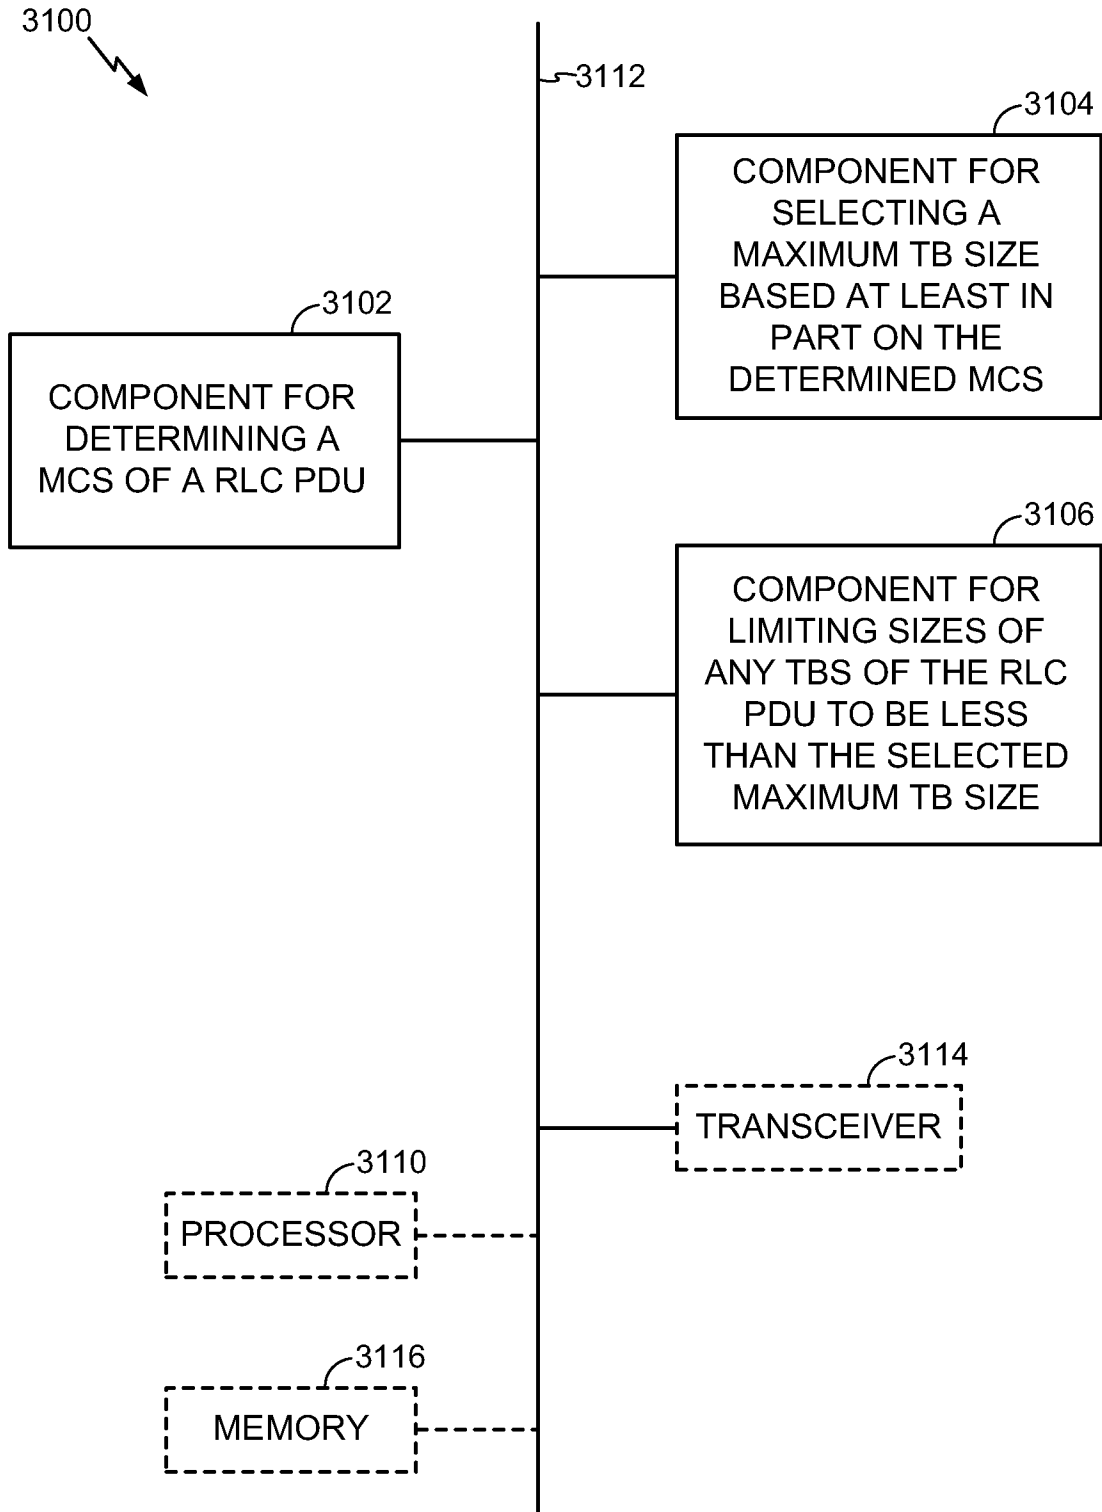 3100
3112
3104
COMPONENT FOR
SELECTING A
MAXIMUM TB SIZE
BASED AT LEAST IN
PART ON THE
DETERMINED MCS
3102
COMPONENT FOR
DETERMINING A
MCS OF A RLC PDU
3106
COMPONENT FOR
LIMITING SIZES OF
ANY TBS OF THE RLC
PDU TO BE LESS
THAN THE SELECTED
MAXIMUM TB SIZE
3114
TRANSCEIVER
3110
PROCESSOR
3116
MEMORY